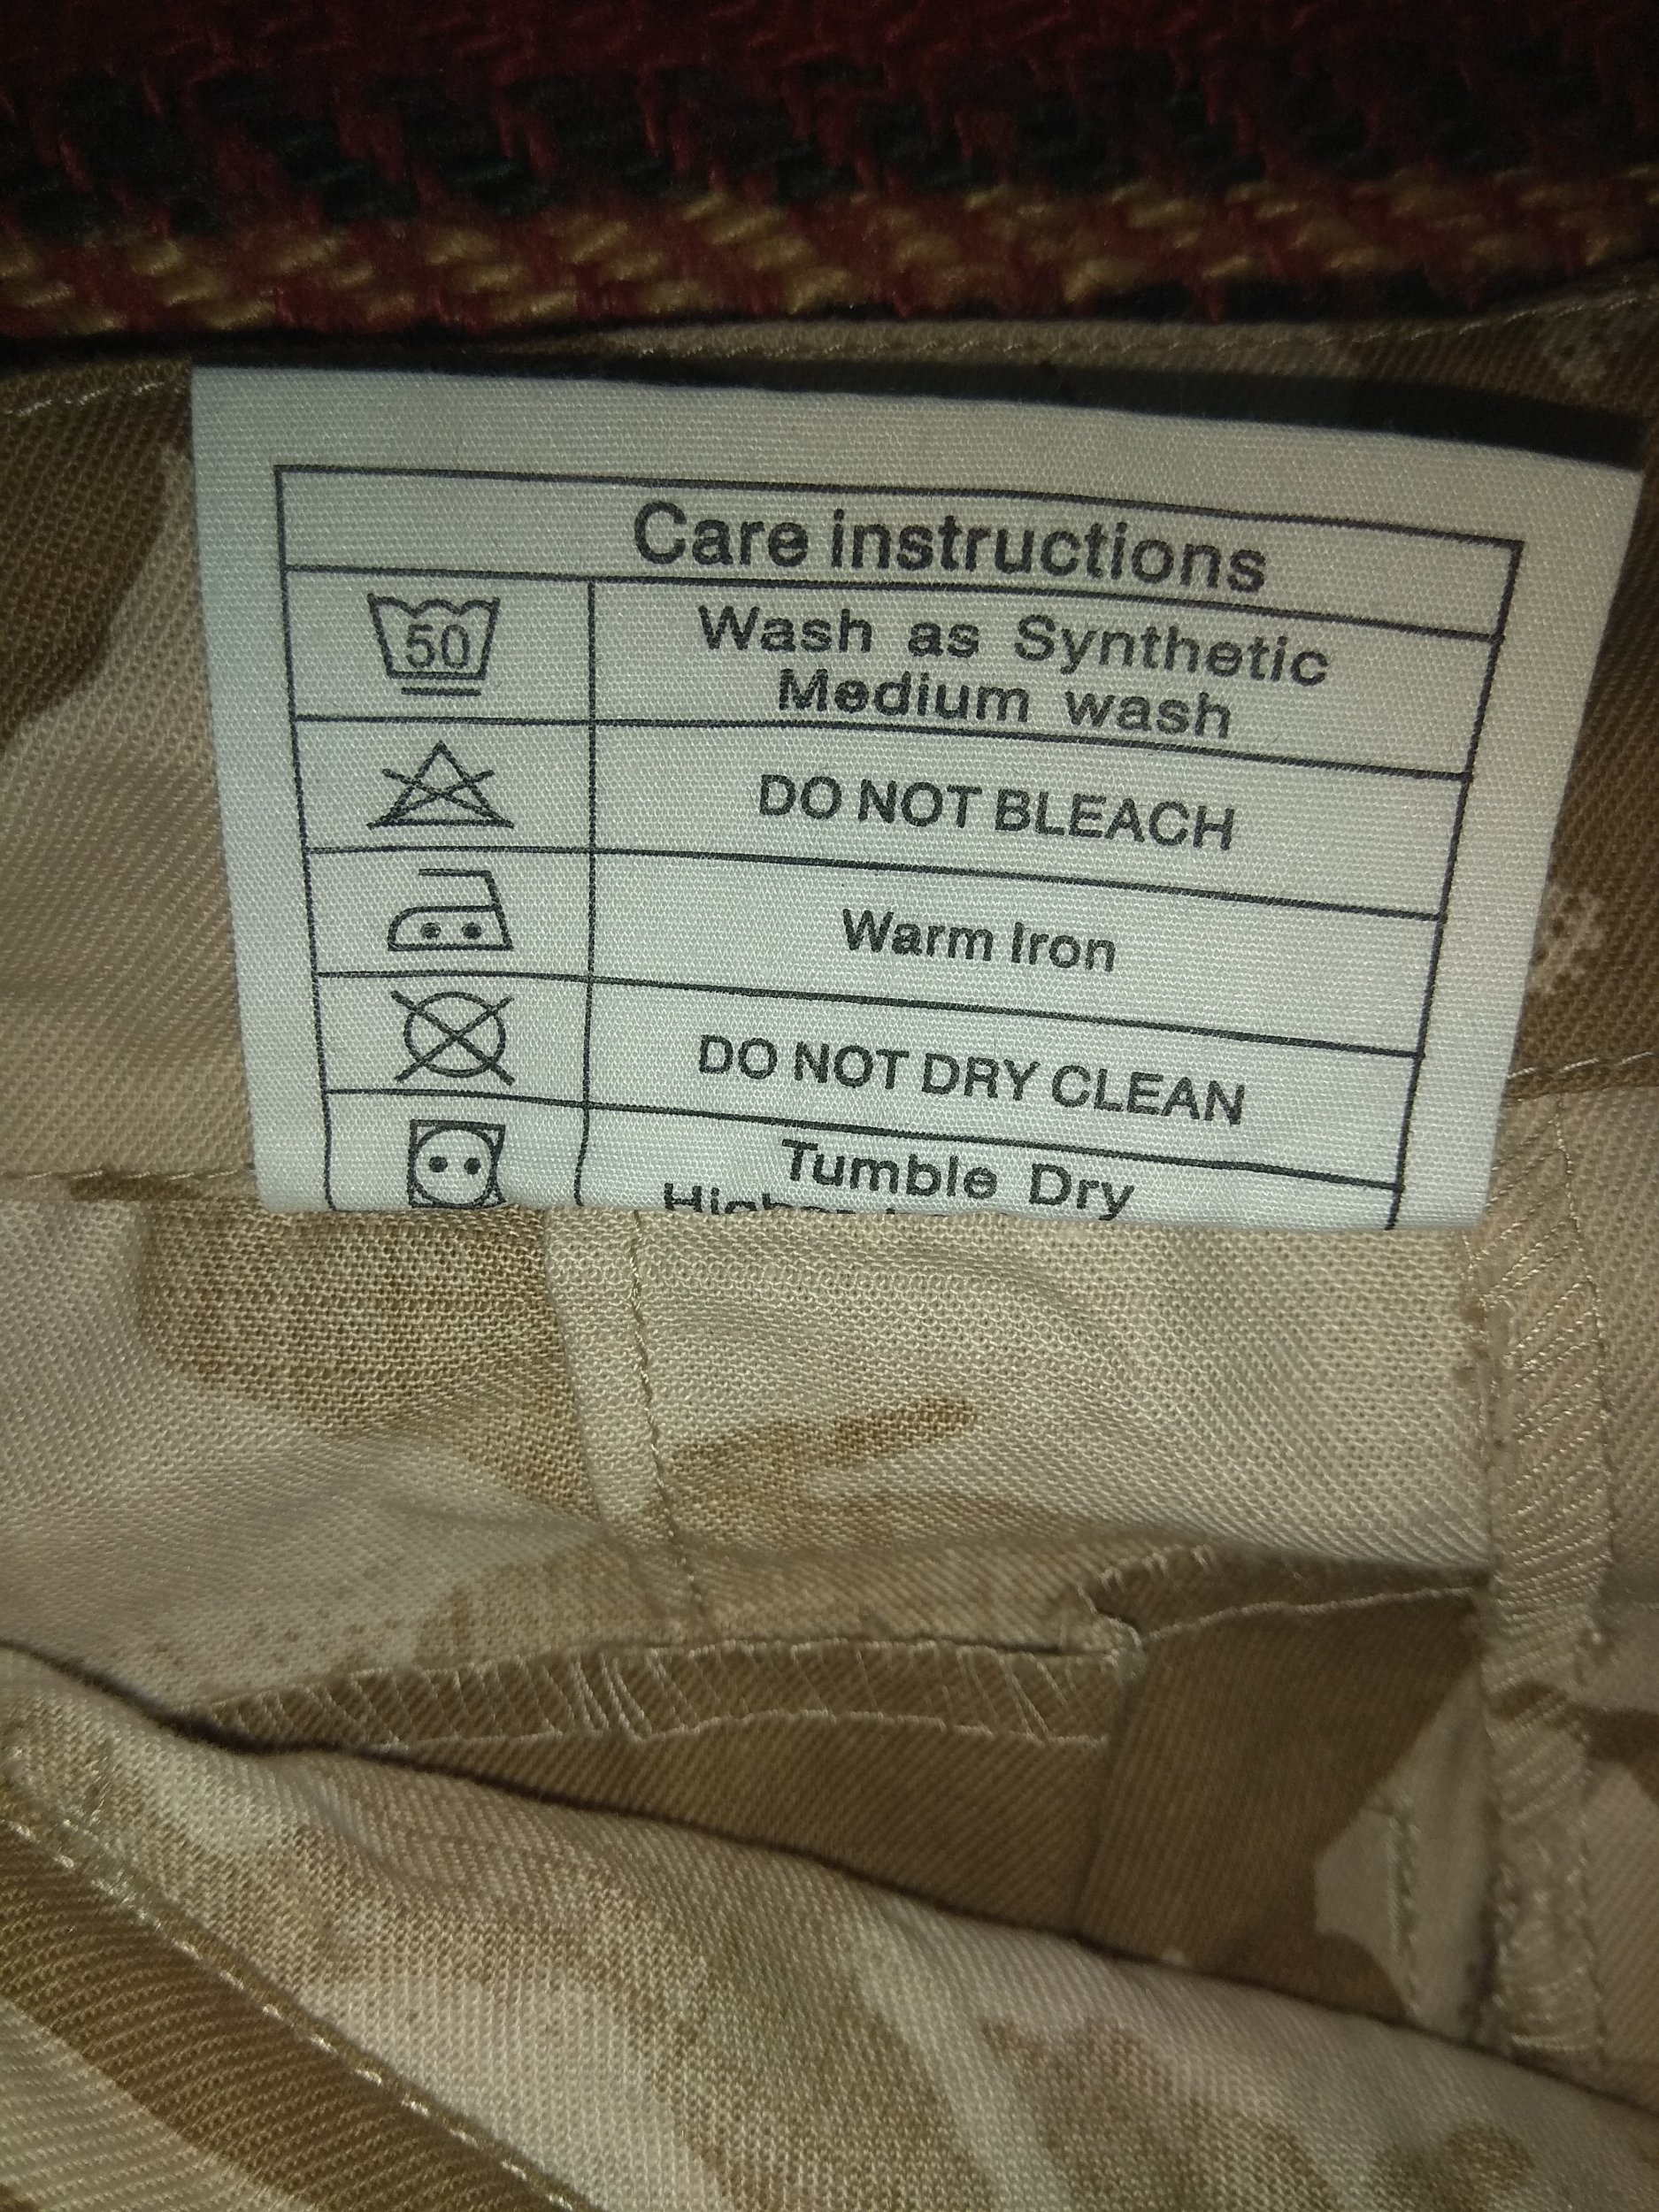 Care instructions
50
Wash as Synthetic
Medium wash
DO NOT BLEACH
Warm Iron
DO NOT DRY CLEAN
Tumble Dry